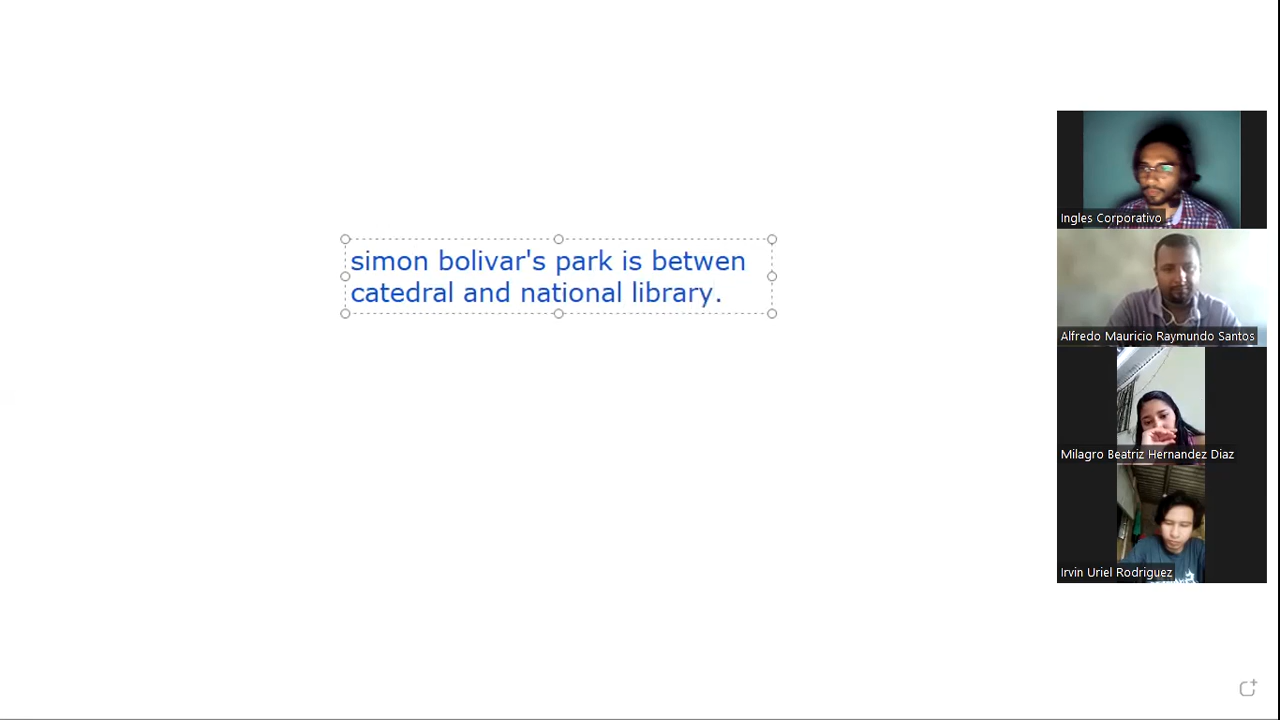 simon bolivar's park is betwen
catedral and national library.
Ingles Corporativo
Alfredo Mauricio Raymundo Santos
Milagro Beatriz Hernandez Diaz
Irvin Uriel Rodriguez